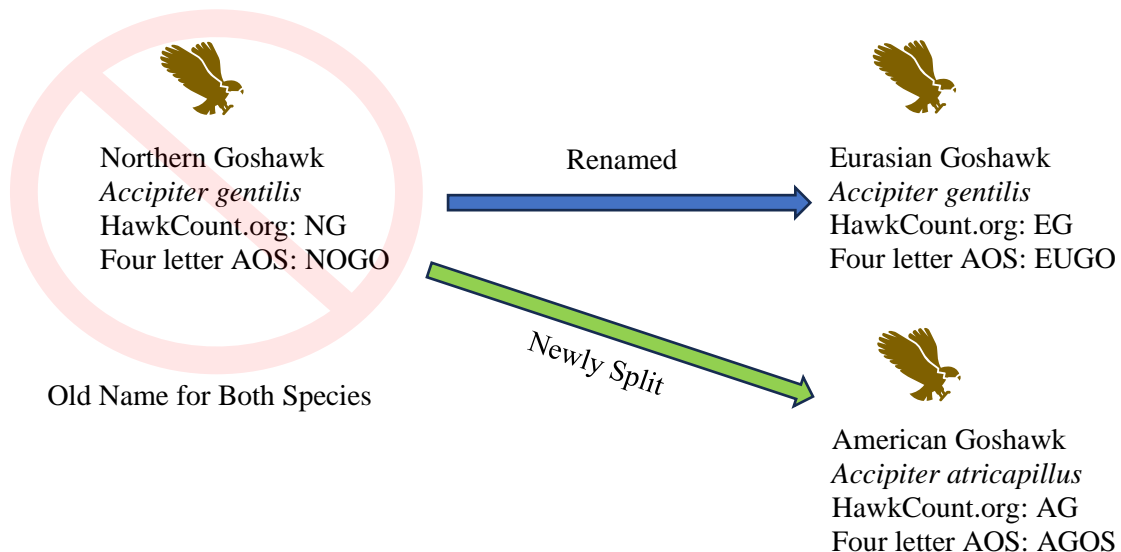 Northern Goshawk
Accipiter gentilis
HawkCount.org: NG
Four letter AOS: NOGO
Old Name for Both Species
Renamed
Newly Split
Eurasian Goshawk
Accipiter gentilis
HawkCount.org: EG
Four letter AOS: EUGO
American Goshawk
Accipiter atricapillus
HawkCount.org: AG
Four letter AOS: AGOS